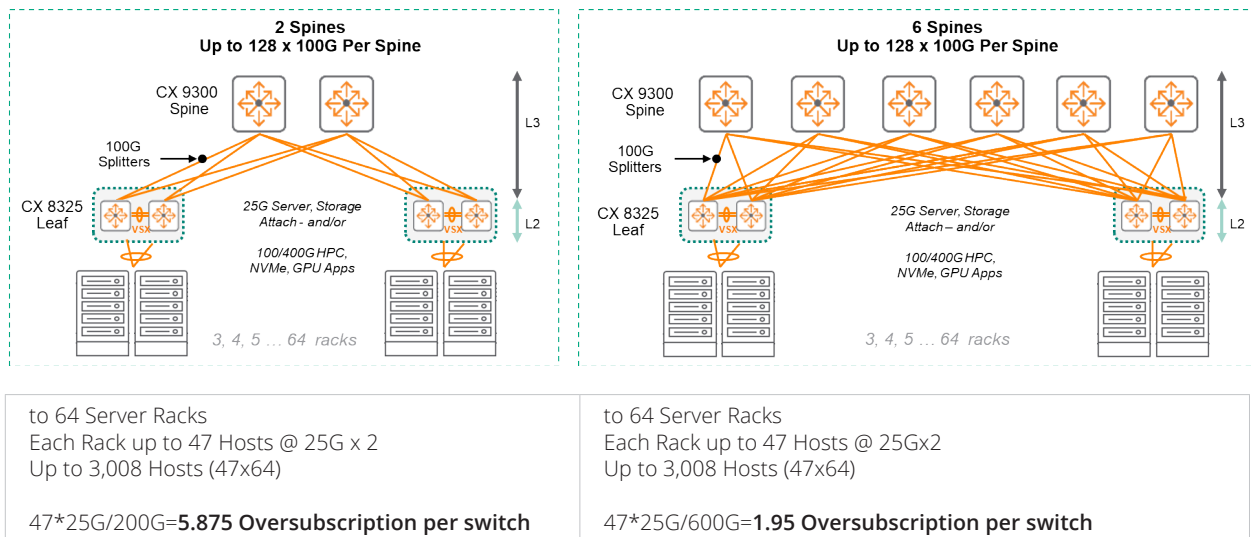 2 Spines
Up to 128 x 100G Per Spine
CX 9300
Spine
100G
Splitters
L3
CX 8325
Leaf
VSX
25G Server, Storage
Attach - and/or
100/400G HPC,
NVMe, GPU Apps
VSX
L2
3, 4, 5 … 64 racks
6 Spines
Up to 128 x 100G Per Spine
CX 9300
Spine
100G
Splitters
L3
CX 8325
Leaf
VSX
25G Server, Storage
Attach – and/or
100/400G HPC,
NVMe, GPU Apps
VSX
L2
3, 4, 5 … 64 racks
to 64 Server Racks
Each Rack up to 47 Hosts @ 25G x 2
Up to 3,008 Hosts (47x64)
47*25G/200G=5.875 Oversubscription per switch
to 64 Server Racks
Each Rack up to 47 Hosts @ 25Gx2
Up to 3,008 Hosts (47x64)
47*25G/600G=1.95 Oversubscription per switch